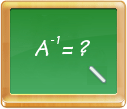 A⁻¹ = ?